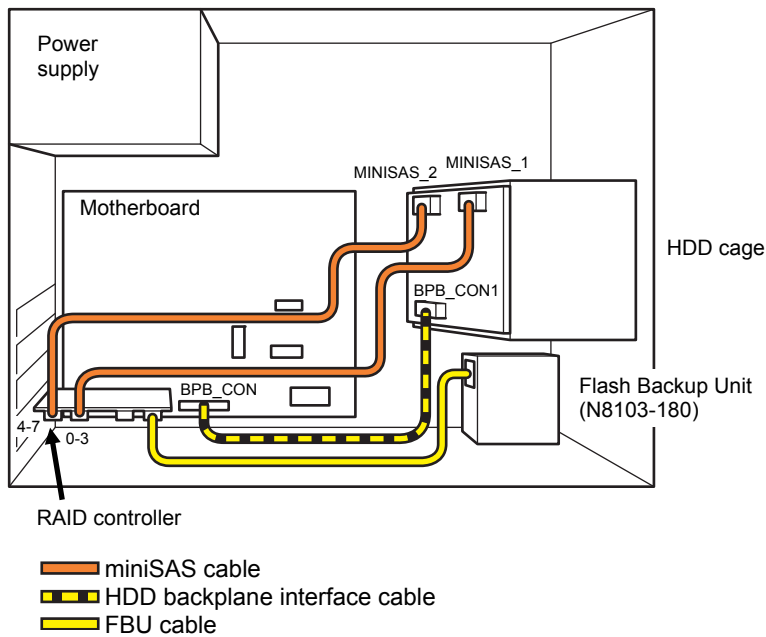 Power
supply
MINISAS_2
MINISAS_1
Motherboard
HDD cage
BPB_CON1
BPB_CON
Flash Backup Unit
(N8103-180)
4-7
0-3
RAID controller
miniSAS cable
HDD backplane interface cable
FBU cable